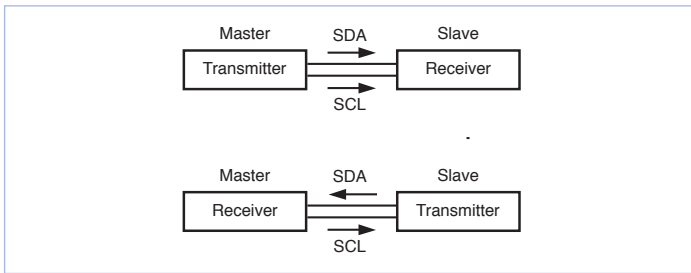 Master SDA Slave
Transmitter Receiver
SCL
Master SDA Slave
Receiver Transmitter
SCL